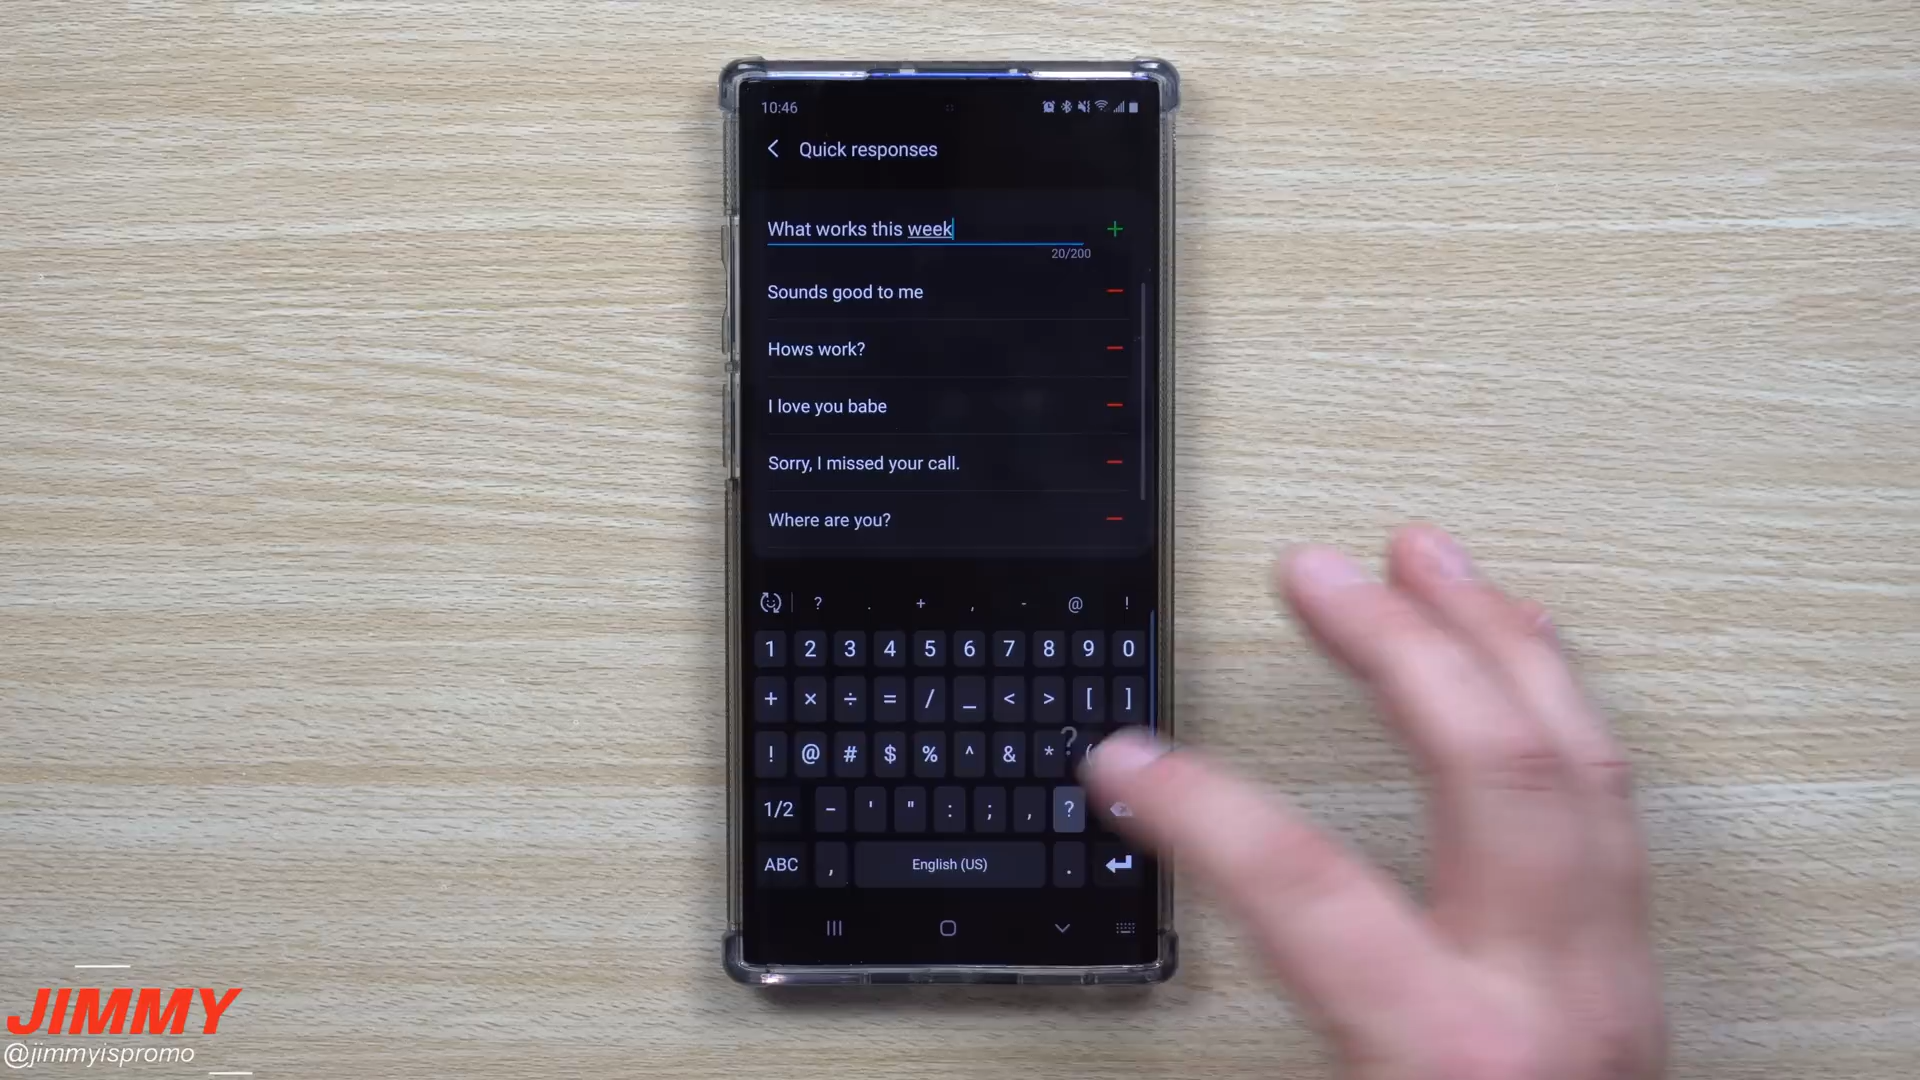 10:46
Quick responses
What works this week
20/200
Sounds good to me
Hows work?
I love you babe
Sorry, I missed your call.
Where are you?
? . + , - @ !
1 2 3 4 5 6 7 8 9 0
+ × ÷ = / _ < > [ ]
! @ # $ % ^ & * ? (
1/2 - ' " : ; , ?
ABC , English (US) .
JIMMY
@jimmyispromo